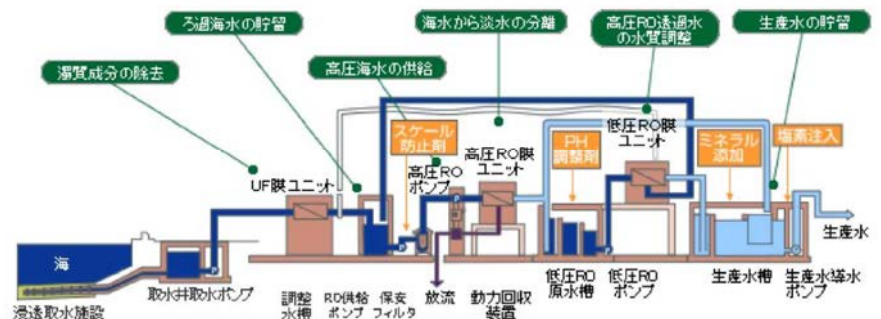 海水から淡水の分離
高圧RO透過水
の水質調整
生産水の貯留
ろ過海水の貯留
高圧海水の供給
濁質成分の除去
スケール
防止剤
低圧RO膜
ユニット
PH
調整剤
ミネラル
添加
塩素注入
高圧RO膜
ユニット
高圧RO
ポンプ
UF膜ユニット
生産水
海
取水井
取水ポンプ
浸透取水施設
調整
水槽
RO供給
ポンプ
保安
フィルタ
放流
動力回収
装置
低圧RO
原水槽
低圧RO
ポンプ
生産水槽
生産水導水
ポンプ
P
P
P
P